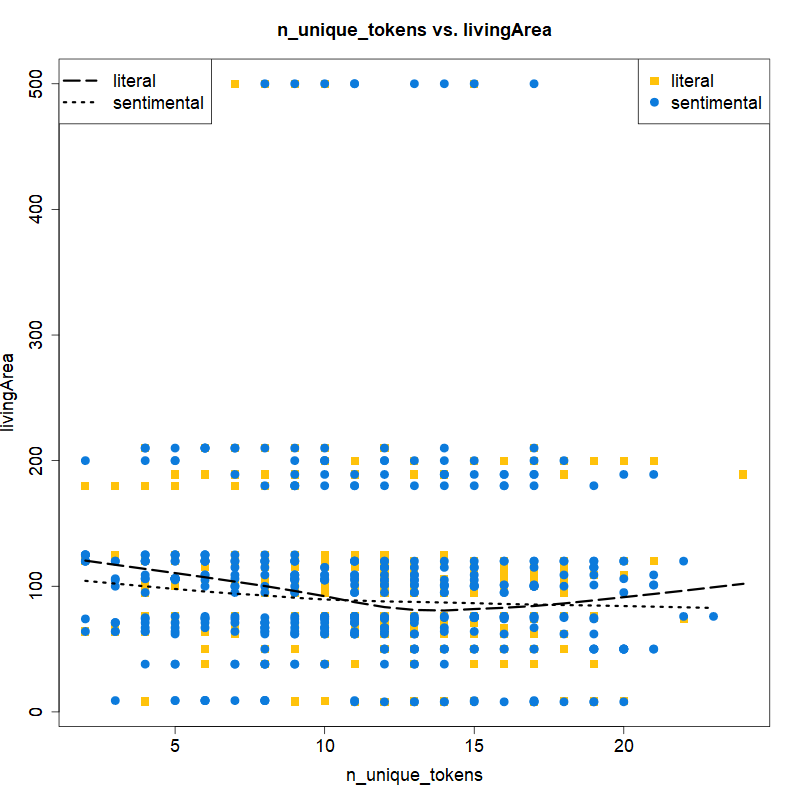 n_unique_tokens vs. livingArea
literal
sentimental
literal
sentimental
livingArea
500
400
300
200
100
0
5 10 15 20
n_unique_tokens